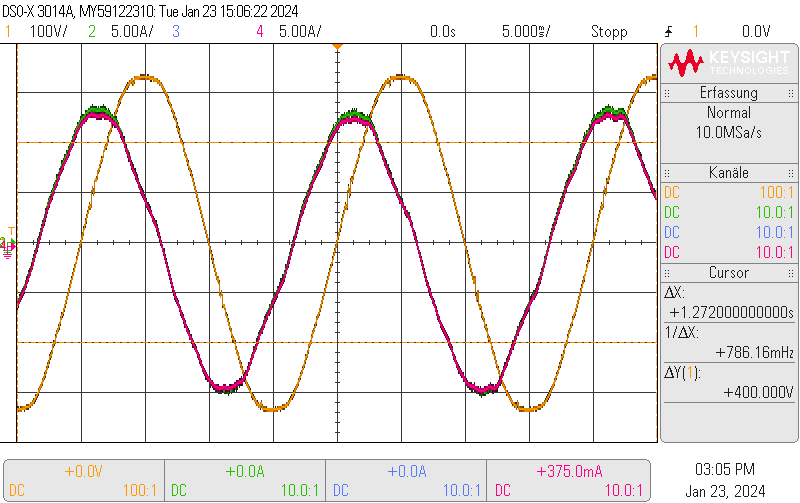 DSO-X 3014A, MY59122310: Tue Jan 23 15:06:22 2024
1 100V/ 2 5.00A/ 3 4 5.00A/ 0.0s 5.000ms/ Stopp 1 0.0V
KEYSIGHT
TECHNOLOGIES
Erfassung
Normal
10.0MSa/s
Kanäle
DC 100:1
DC 10.0:1
DC 10.0:1
DC 10.0:1
Cursor
ΔX:
+1.272000000000s
1/ΔX:
+786.16mHz
ΔY(1):
+400.000V
+0.0V
DC 100:1
+0.0A
DC 10.0:1
+0.0A
DC 10.0:1
+375.0mA
DC 10.0:1
03:05 PM
Jan 23, 2024